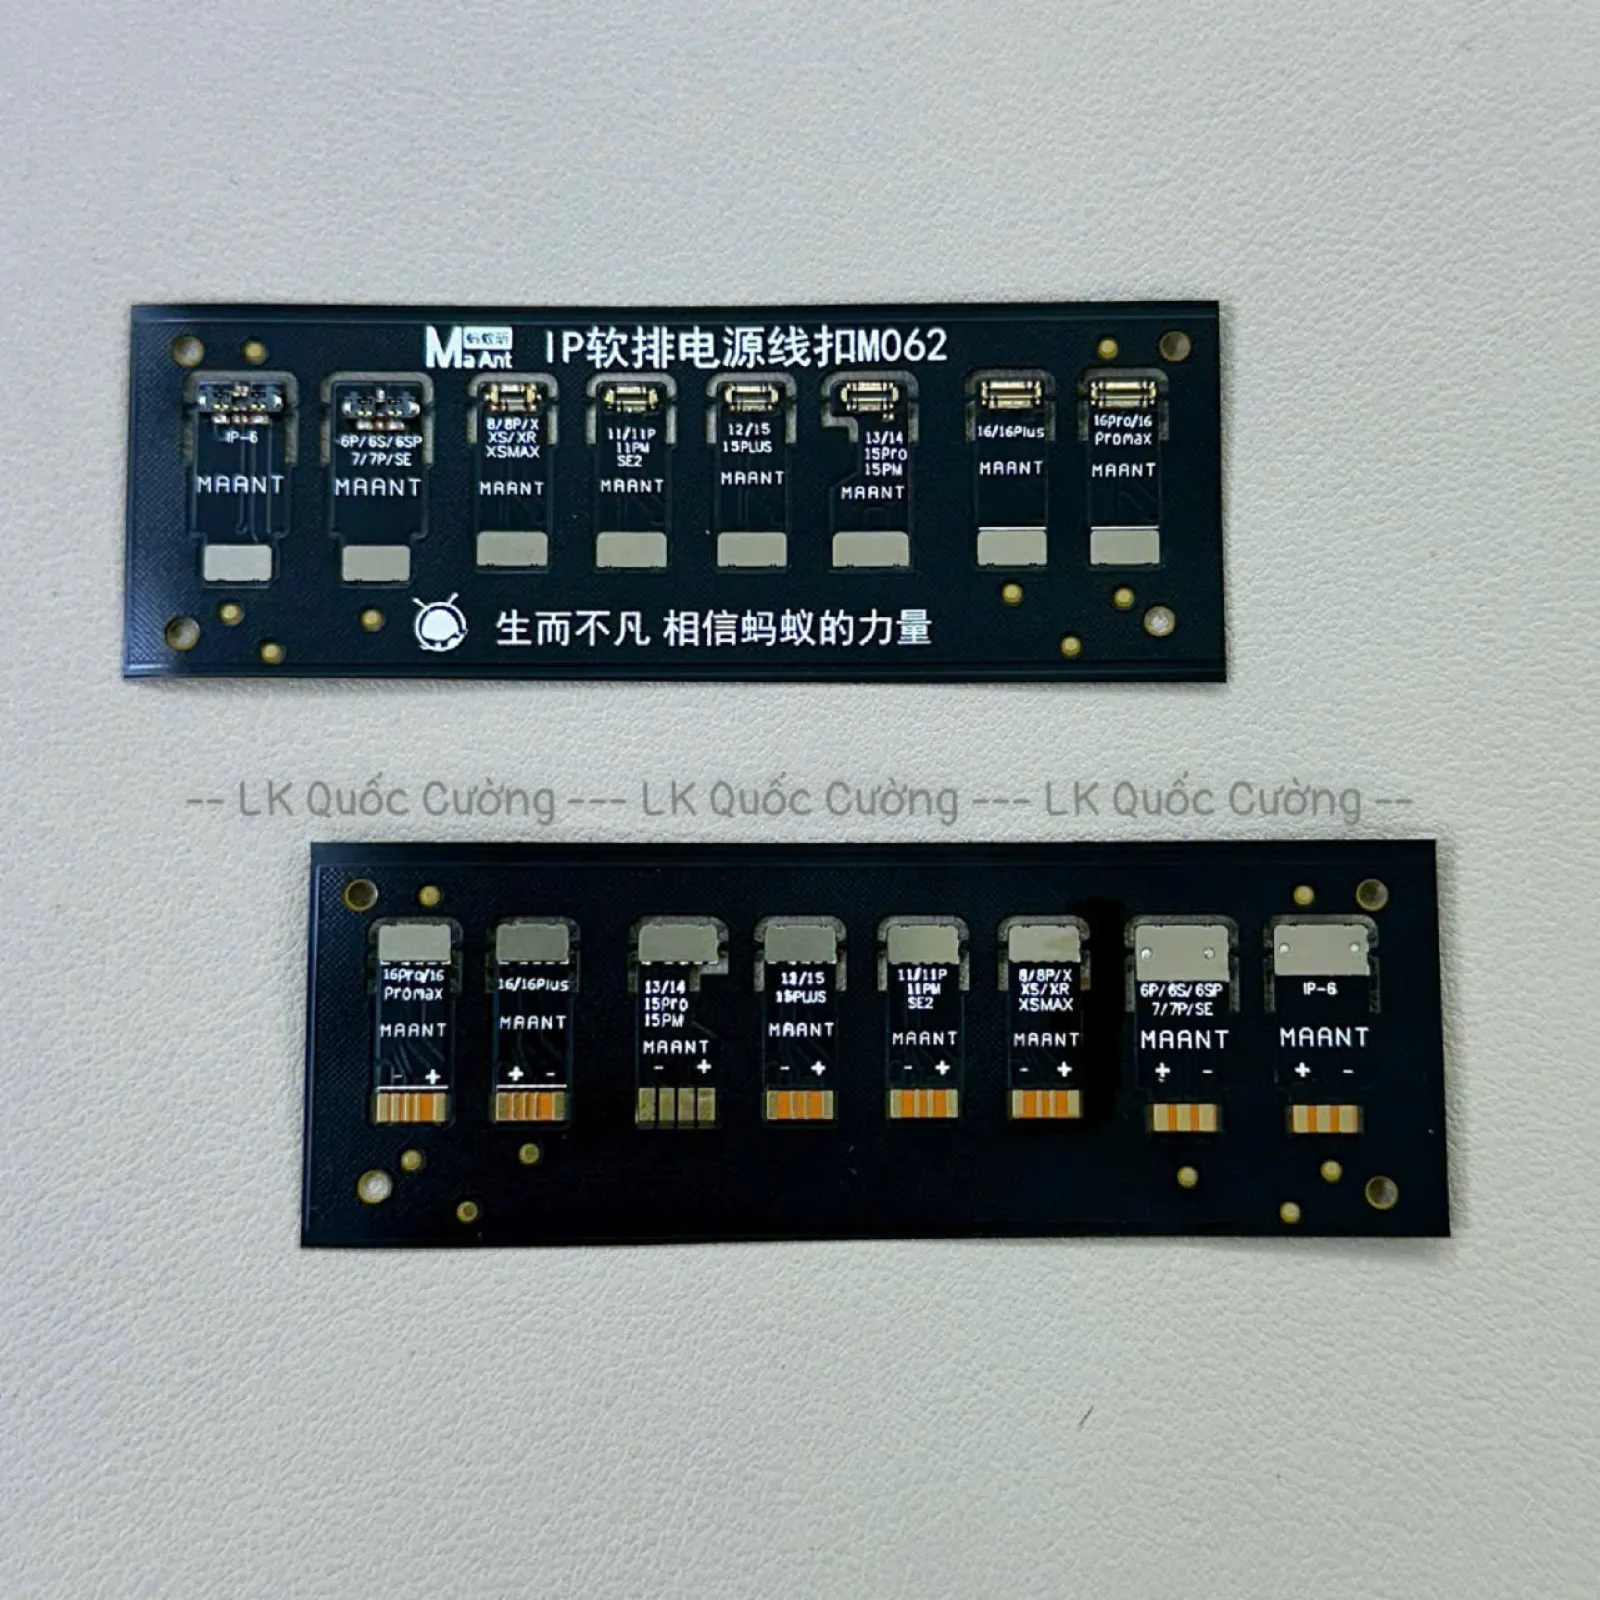 MaAnt 蚂蚁昕 IP软排电源线扣M062
IP-6
MAANT
6P/6S/6SP
7/7P/SE
MAANT
8/8P/X
XS/XR
XSMAX
MAANT
11/11P
11PM
SE2
MAANT
12/15
15PLUS
MAANT
13/14
15Pro
15PM
MAANT
16/16Plus
MAANT
16Pro/16
Promax
MAANT
生而不凡 相信蚂蚁的力量
-- LK Quốc Cường --- LK Quốc Cường --- LK Quốc Cường --
16Pro/16
Promax
MAANT
- +
16/16Plus
MAANT
+ -
13/14
15Pro
15PM
MAANT
- +
12/15
15PLUS
MAANT
- +
11/11P
11PM
SE2
MAANT
- +
8/8P/X
XS/XR
XSMAX
MAANT
- +
6P/6S/6SP
7/7P/SE
MAANT
+ -
IP-6
MAANT
+ -